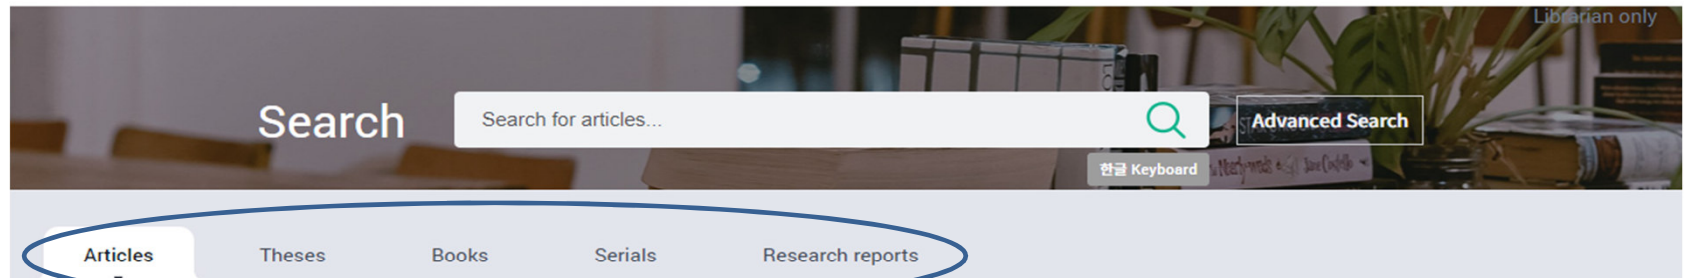 Librarian only
Search
Search for articles...
Advanced Search
한글 Keyboard
Articles
Theses
Books
Serials
Research reports